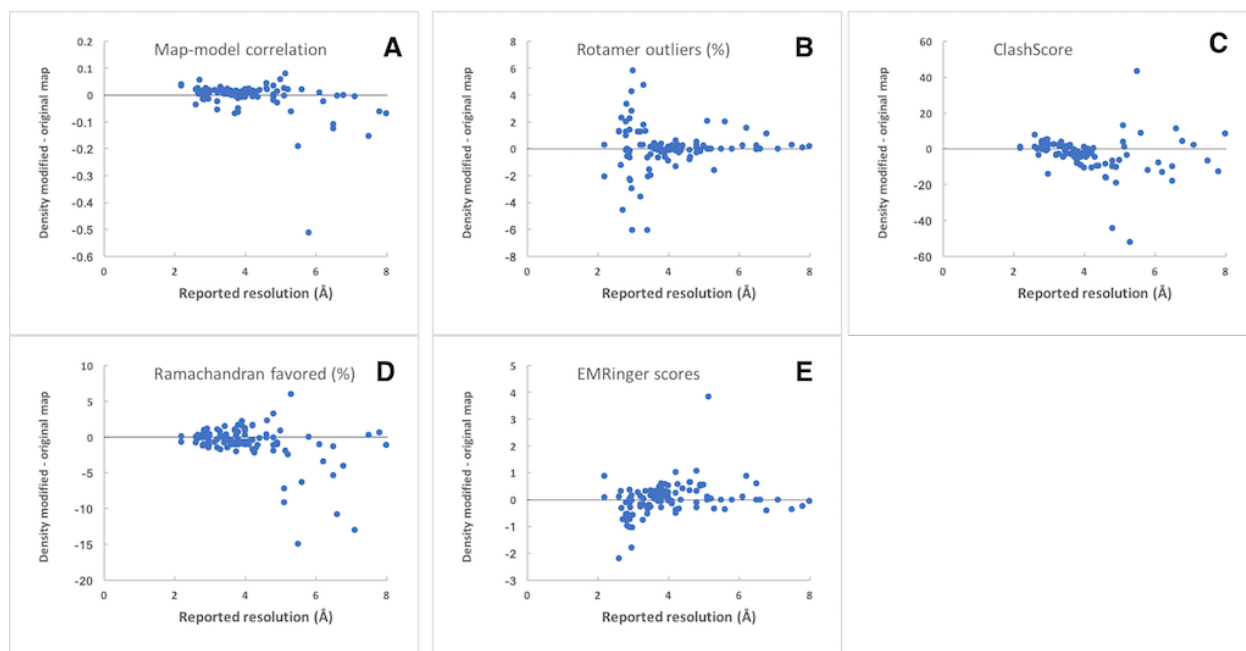 Map-model correlation
A
Density modified - original map
0.2
0.1
0
-0.1
-0.2
-0.3
-0.4
-0.5
-0.6
0 2 4 6 8
Reported resolution (Å)
Rotamer outliers (%)
B
Density modified - original map
8
6
4
2
0
-2
-4
-6
-8
0 2 4 6 8
Reported resolution (Å)
ClashScore
C
Density modified - original map
60
40
20
0
-20
-40
-60
0 2 4 6 8
Reported resolution (Å)
Ramachandran favored (%)
D
Density modified - original map
10
5
0
-5
-10
-15
-20
0 2 4 6 8
Reported resolution (Å)
EMRinger scores
E
Density modified - original map
5
4
3
2
1
0
-1
-2
-3
0 2 4 6 8
Reported resolution (Å)